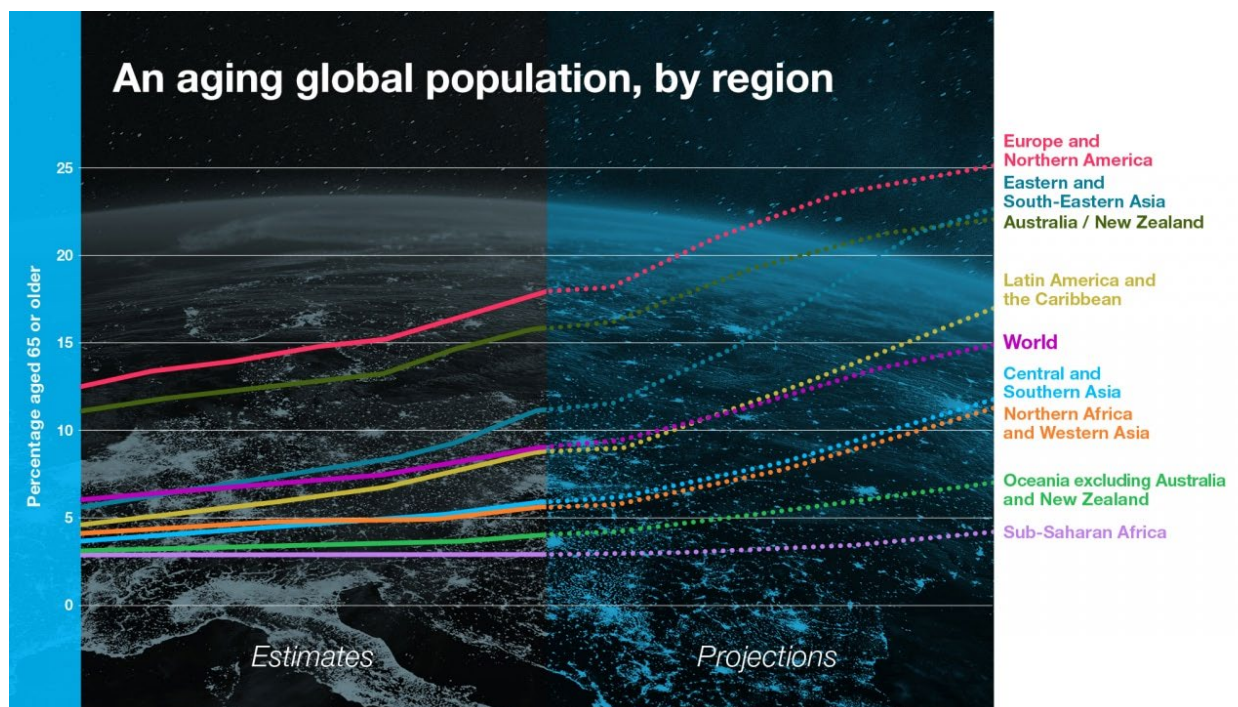 An aging global population, by region
Percentage aged 65 or older
25
20
15
10
5
0
Estimates
Projections
Europe and
Northern America
Eastern and
South-Eastern Asia
Australia / New Zealand
Latin America and
the Caribbean
World
Central and
Southern Asia
Northern Africa
and Western Asia
Oceania excluding Australia
and New Zealand
Sub-Saharan Africa